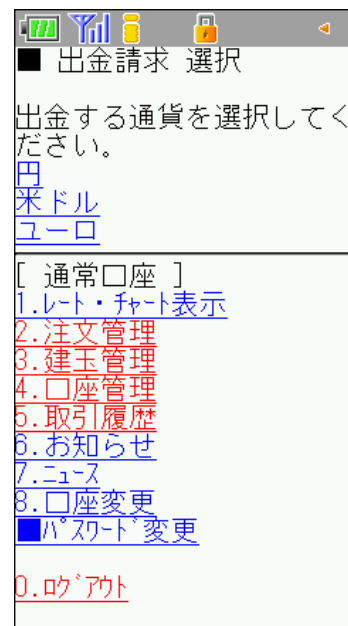 ■ 出金請求 選択
出金する通貨を選択してく
ださい。
円
米ドル
ユーロ
[ 通常口座 ]
1.ﾚｰﾄ・ﾁｬｰﾄ表示
2.注文管理
3.建玉管理
4.口座管理
5.取引履歴
6.お知らせ
7.ﾆｭｰｽ
8.口座変更
■ﾊﾟｽﾜｰﾄﾞ変更
0.ﾛｸﾞｱｳﾄ